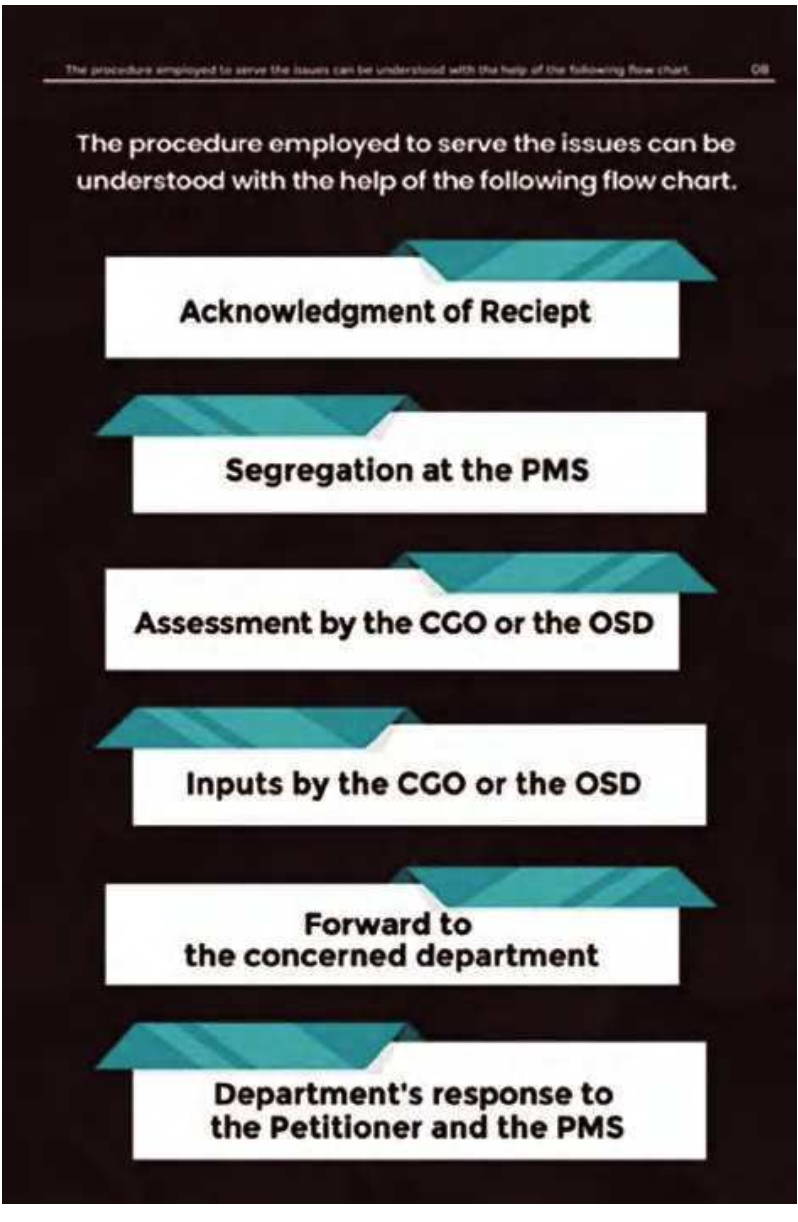 The procedure employed to serve the issues can be understood with the help of the following flow chart. 08
The procedure employed to serve the issues can be
understood with the help of the following flow chart.
Acknowledgment of Reciept
Segregation at the PMS
Assessment by the CGO or the OSD
Inputs by the CGO or the OSD
Forward to
the concerned department
Department's response to
the Petitioner and the PMS